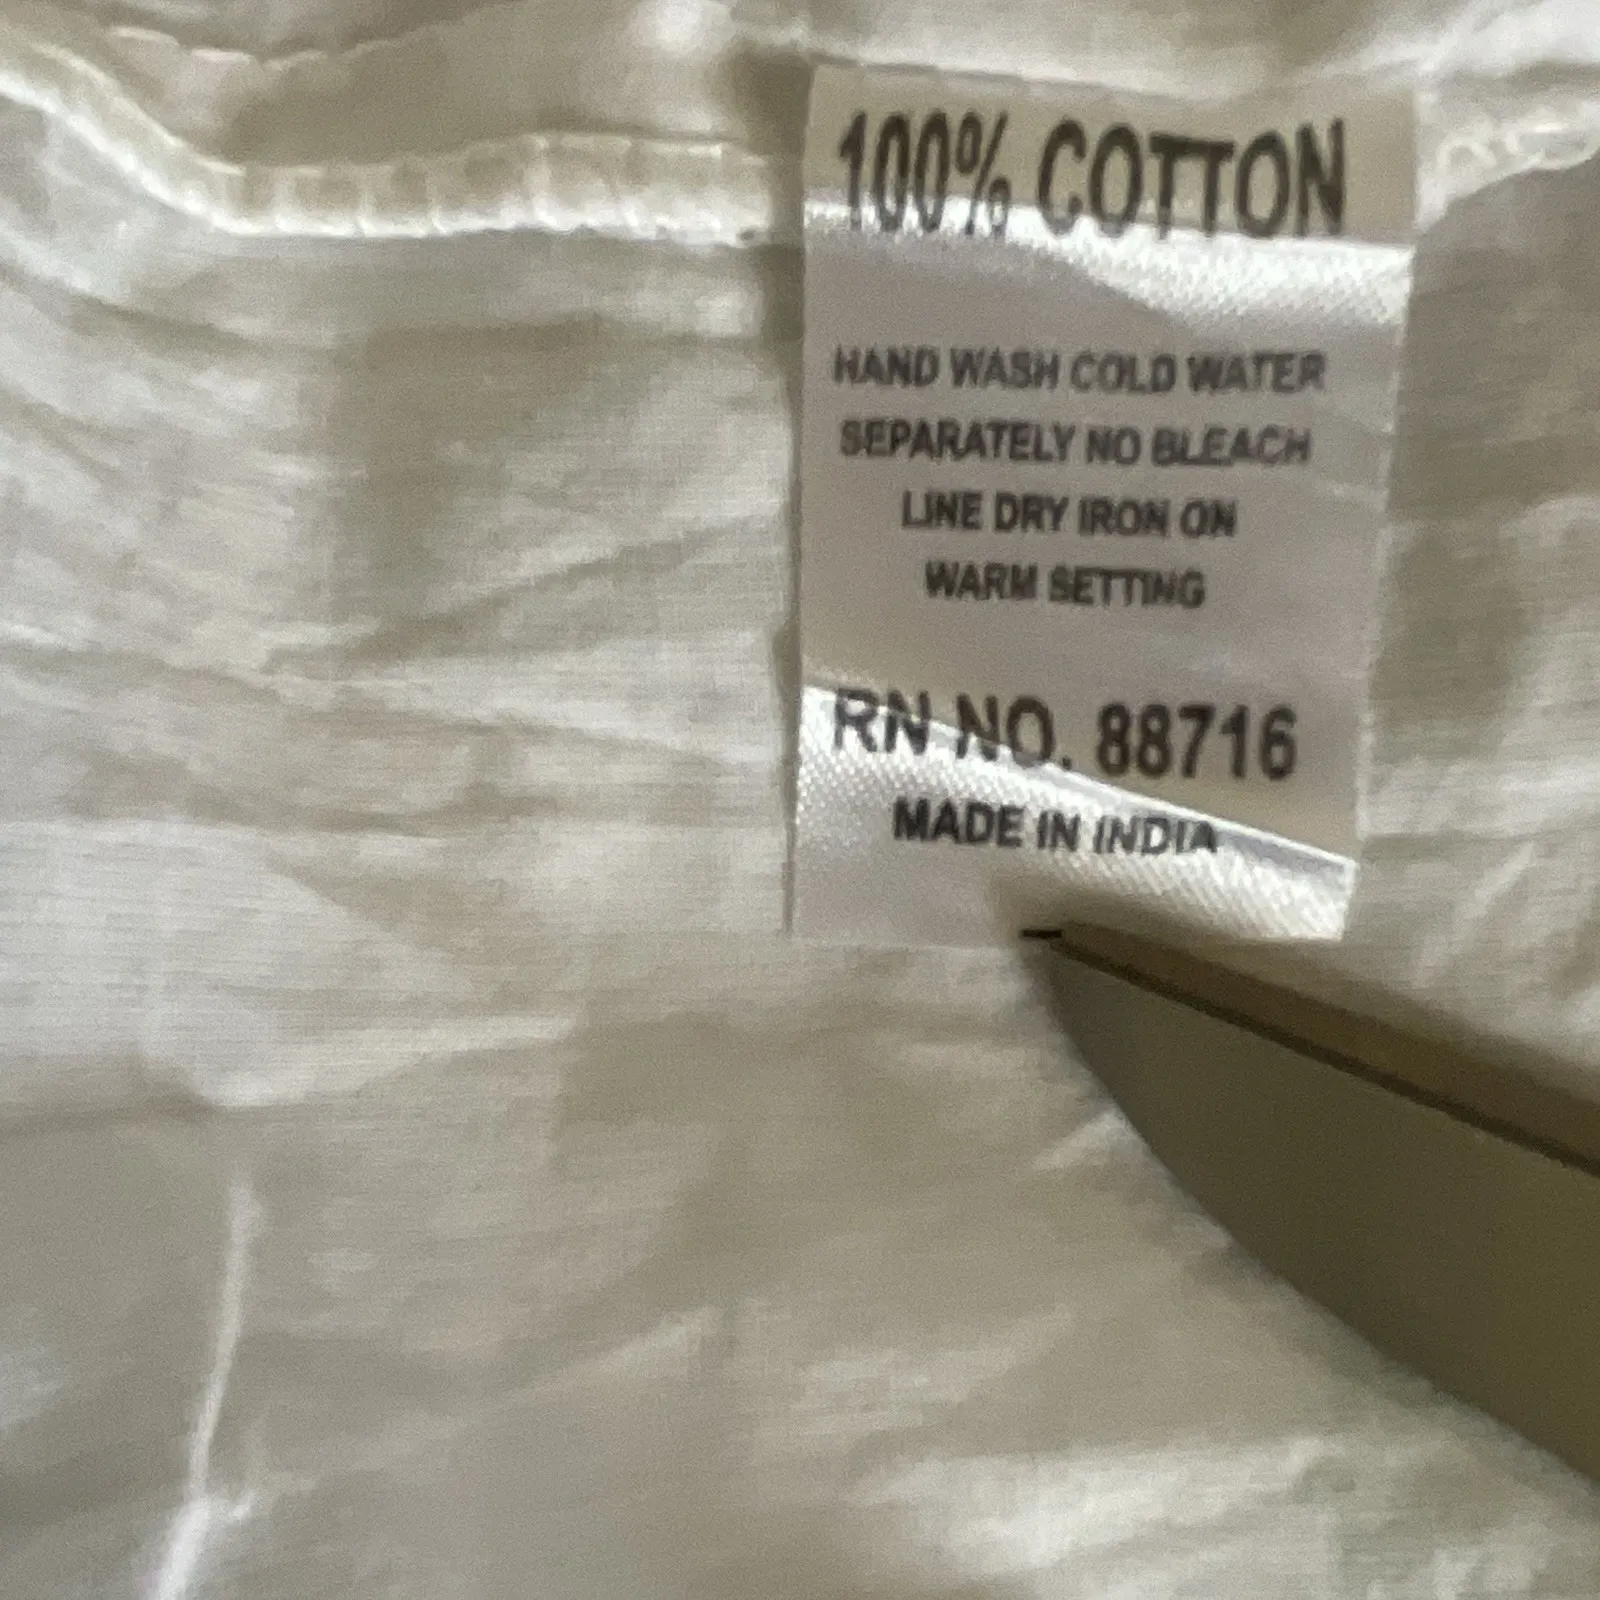 100% COTTON
HAND WASH COLD WATER
SEPARATELY NO BLEACH
LINE DRY IRON ON
WARM SETTING
RN NO. 88716
MADE IN INDIA